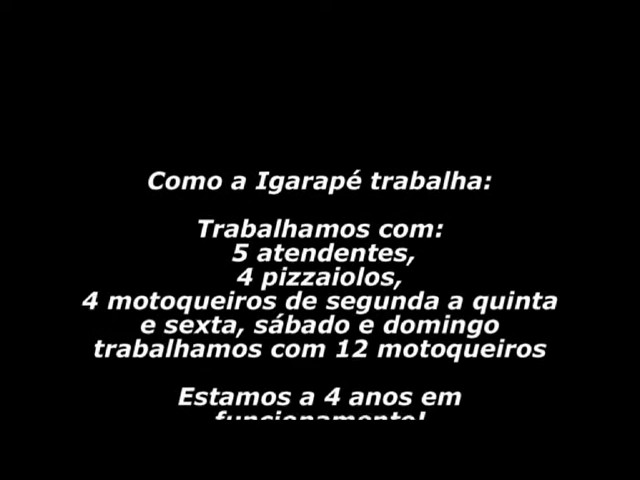 Como a Igarapé trabalha:
Trabalhamos com:
5 atendentes,
4 pizzaiolos,
4 motoqueiros de segunda a quinta
e sexta, sábado e domingo
trabalhamos com 12 motoqueiros
Estamos a 4 anos em
funcionamento!